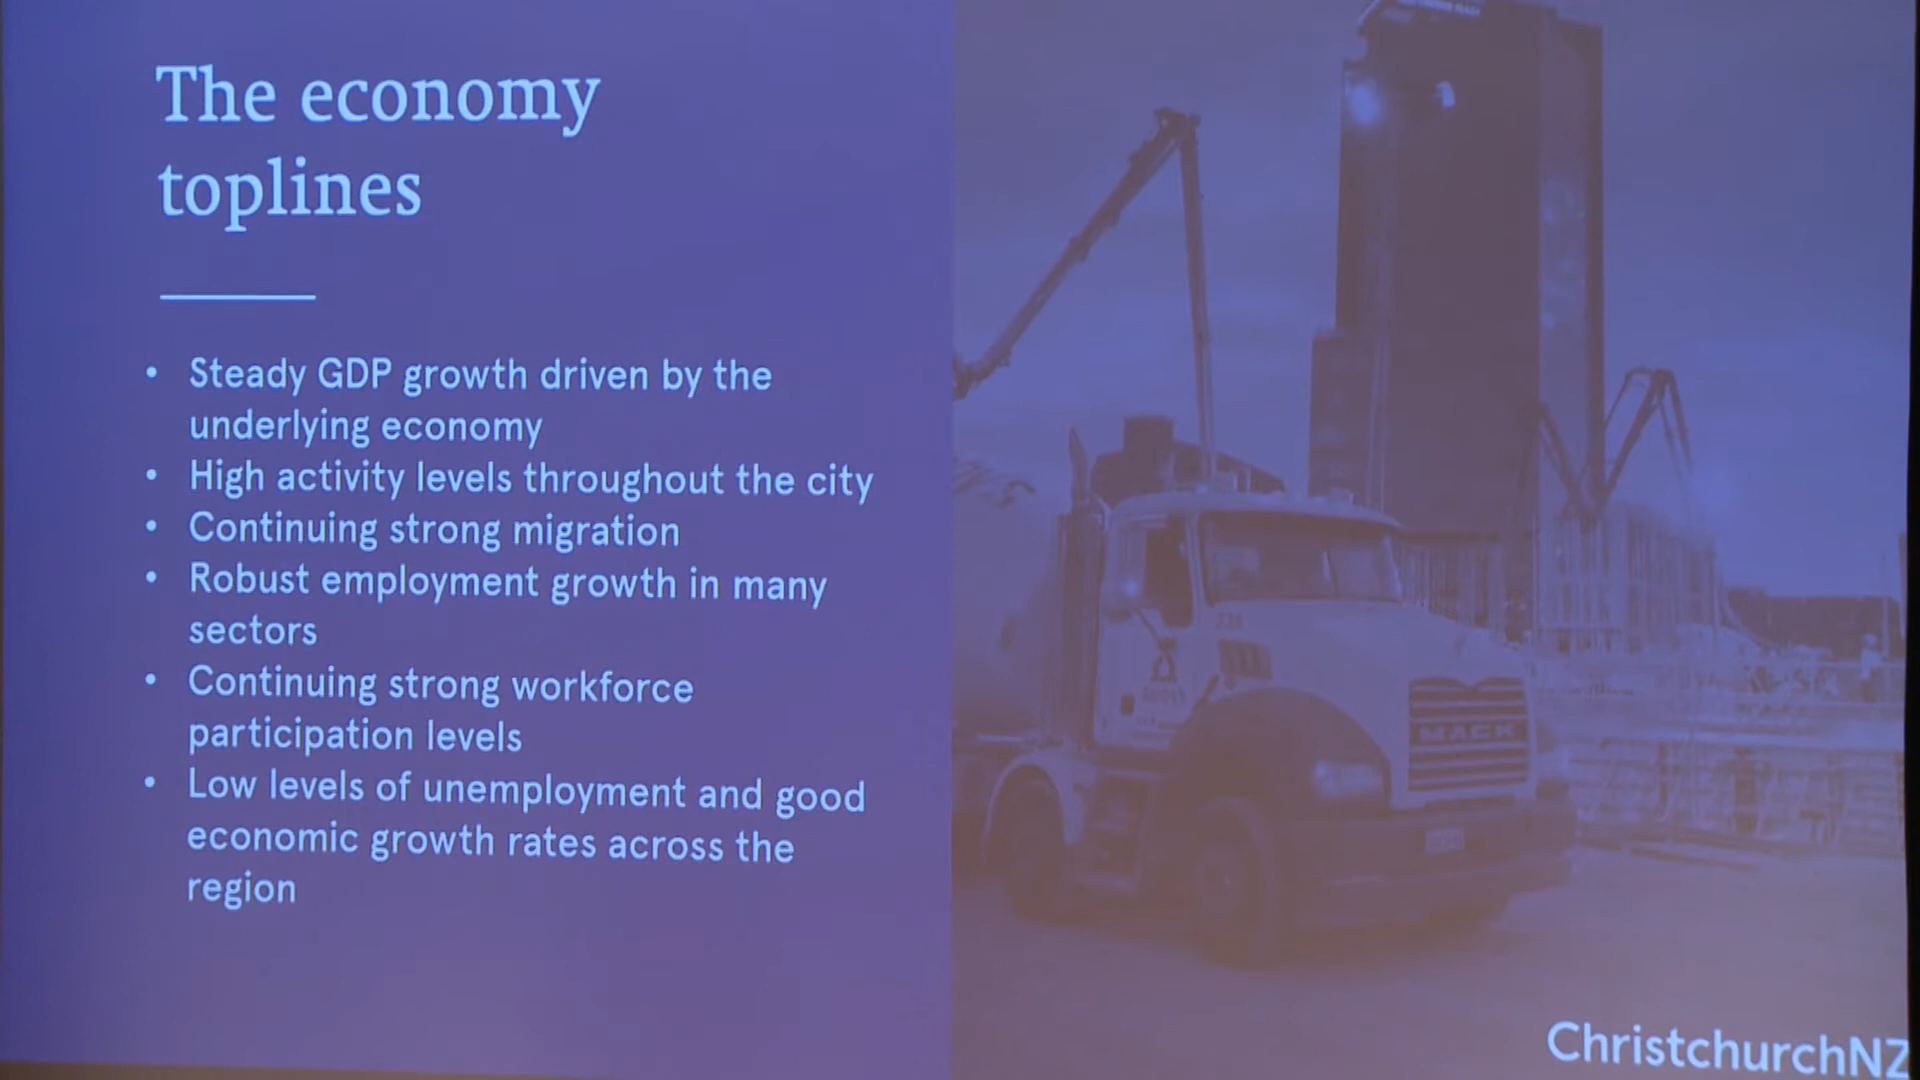 The economy
toplines
• Steady GDP growth driven by the
underlying economy
• High activity levels throughout the city
• Continuing strong migration
• Robust employment growth in many
sectors
• Continuing strong workforce
participation levels
• Low levels of unemployment and good
economic growth rates across the
region
MACK
ChristchurchNZ